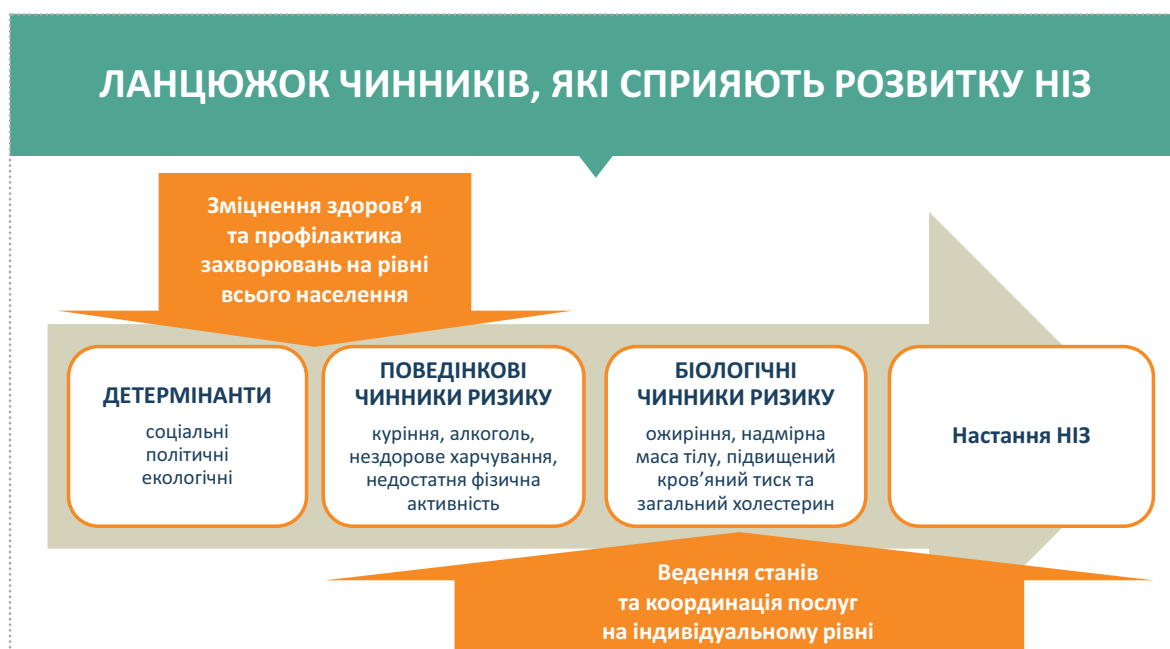 ЛАНЦЮЖОК ЧИННИКІВ, ЯКІ СПРИЯЮТЬ РОЗВИТКУ НІЗ
Зміцнення здоров’я
та профілактика
захворювань на рівні
всього населення
ДЕТЕРМІНАНТИ
соціальні
політичні
екологічні
ПОВЕДІНКОВІ
ЧИННИКИ РИЗИКУ
куріння, алкоголь,
нездорове харчування,
недостатня фізична
активність
БІОЛОГІЧНІ
ЧИННИКИ РИЗИКУ
ожиріння, надмірна
маса тілу, підвищений
кров’яний тиск та
загальний холестерин
Настання НІЗ
Ведення станів
та координація послуг
на індивідуальному рівні